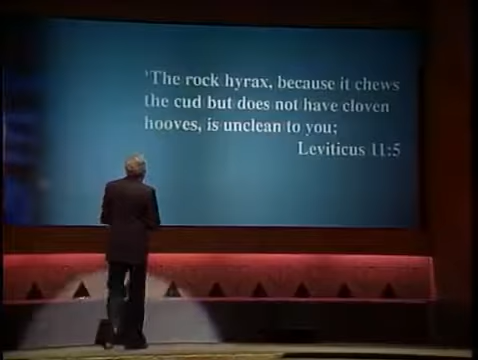 'The rock hyrax, because it chews
the cud but does not have cloven
hooves, is unclean to you;
Leviticus 11:5